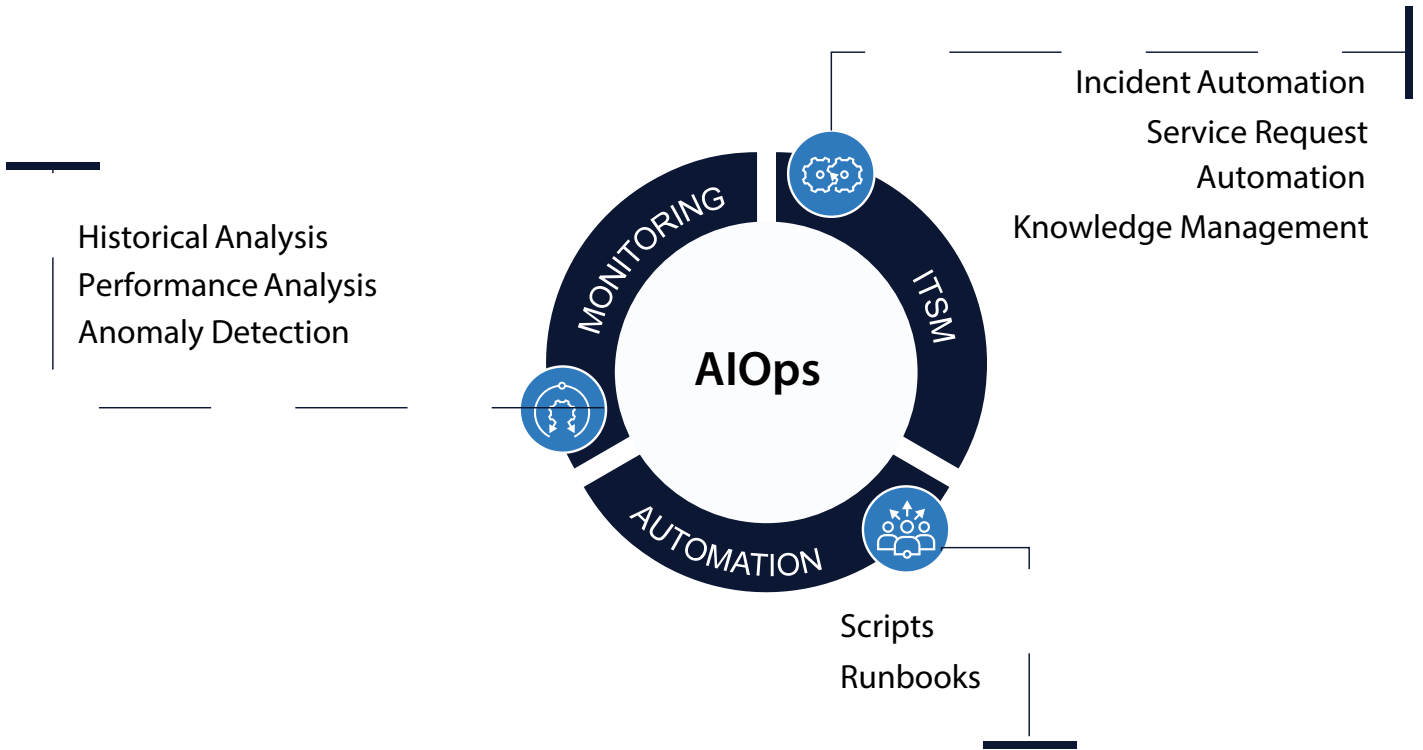 Incident Automation
Service Request
Automation
Knowledge Management
Historical Analysis
Performance Analysis
Anomaly Detection
MONITORING
ITSM
AIOps
AUTOMATION
Scripts
Runbooks